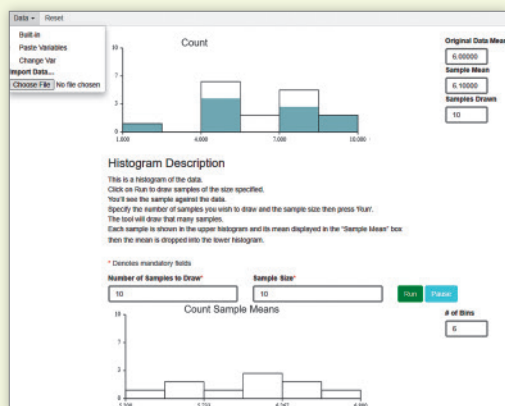 Data Reset
Built-in
Paste Variables
Change Var
Import Data...
Choose File No file chosen
Count
10
7
3
0
1.000 4.000 7.000 10.000
Original Data Mean
6.00000
Sample Mean
6.10000
Samples Drawn
10
Histogram Description
This is a histogram of the data.
Click on Run to draw samples of the size specified.
You'll see the sample against the data.
Specify the number of samples you wish to draw and the sample size then press 'Run'.
The tool will draw that many samples.
Each sample is shown in the upper histogram and its mean displayed in the "Sample Mean" box
then the mean is dropped into the lower histogram.
* Denotes mandatory fields
Number of Samples to Draw* Sample Size*
10 10 Run Pause
Count Sample Means
10
7
3
0
# of Bins
6